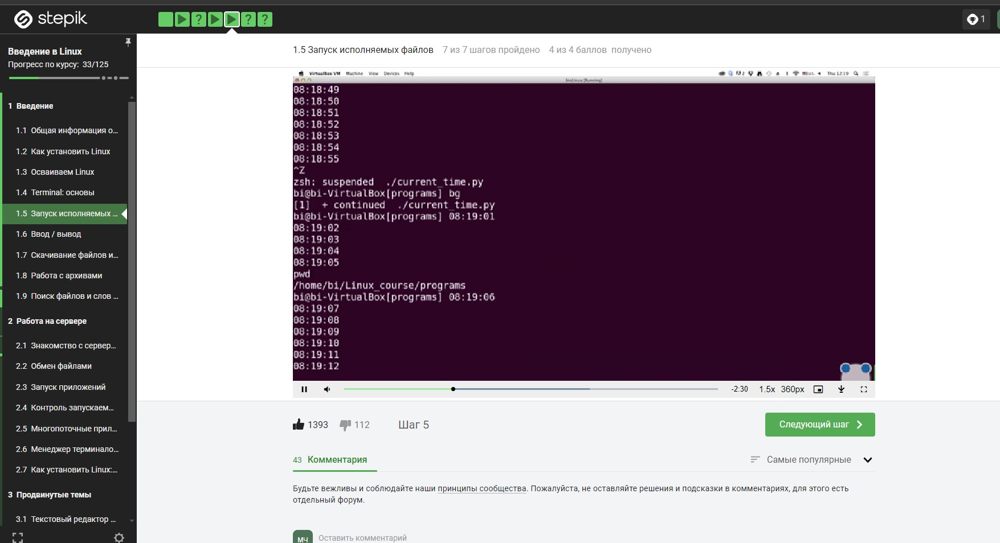 stepik
?
? ?
1
Введение в Linux
Прогресс по курсу: 33/125
1 Введение
1.1 Общая информация о...
1.2 Как установить Linux
1.3 Осваиваем Linux
1.4 Terminal: основы
1.5 Запуск исполняемых ...
1.6 Ввод / вывод
1.7 Скачивание файлов и...
1.8 Работа с архивами
1.9 Поиск файлов и слов ...
2 Работа на сервере
2.1 Знакомство с сервер...
2.2 Обмен файлами
2.3 Запуск приложений
2.4 Контроль запускаем...
2.5 Многопоточные прил...
2.6 Менеджер терминало...
2.7 Как установить Linux:...
3 Продвинутые темы
3.1 Текстовый редактор ...
1.5 Запуск исполняемых файлов 7 из 7 шагов пройдено 4 из 4 баллов получено
VirtualBox VM Machine View Devices Help Thu 12:19
08:18:49
08:18:50
08:18:51
08:18:52
08:18:53
08:18:54
08:18:55
^Z
zsh: suspended ./current_time.py
bi@bi-VirtualBox[programs] bg
[1] + continued ./current_time.py
bi@bi-VirtualBox[programs] 08:19:01
08:19:02
08:19:03
08:19:04
08:19:05
pwd
/home/bi/Linux_course/programs
bi@bi-VirtualBox[programs] 08:19:06
08:19:07
08:19:08
08:19:09
08:19:10
08:19:11
08:19:12
-2:30 1.5x 360px
1393 112 Шаг 5 Следующий шаг
43 Комментария Самые популярные
Будьте вежливы и соблюдайте наши принципы сообщества. Пожалуйста, не оставляйте решения и подсказки в комментариях, для этого есть
отдельный форум.
МЧ Оставить комментарий